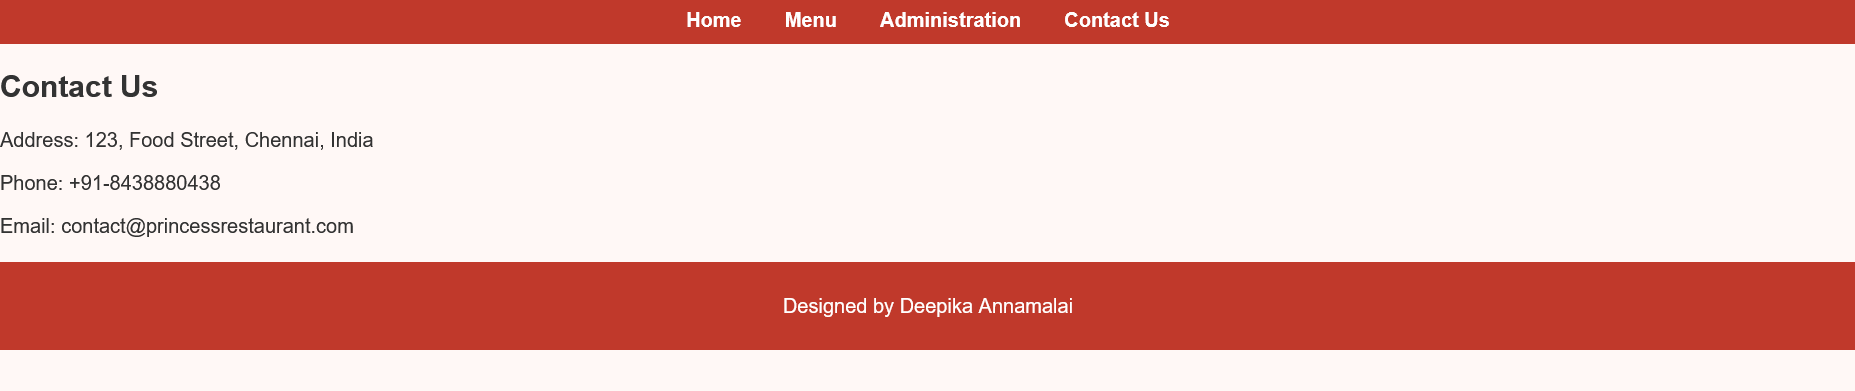 Home Menu Administration Contact Us
Contact Us
Address: 123, Food Street, Chennai, India
Phone: +91-8438880438
Email: contact@princessrestaurant.com
Designed by Deepika Annamalai